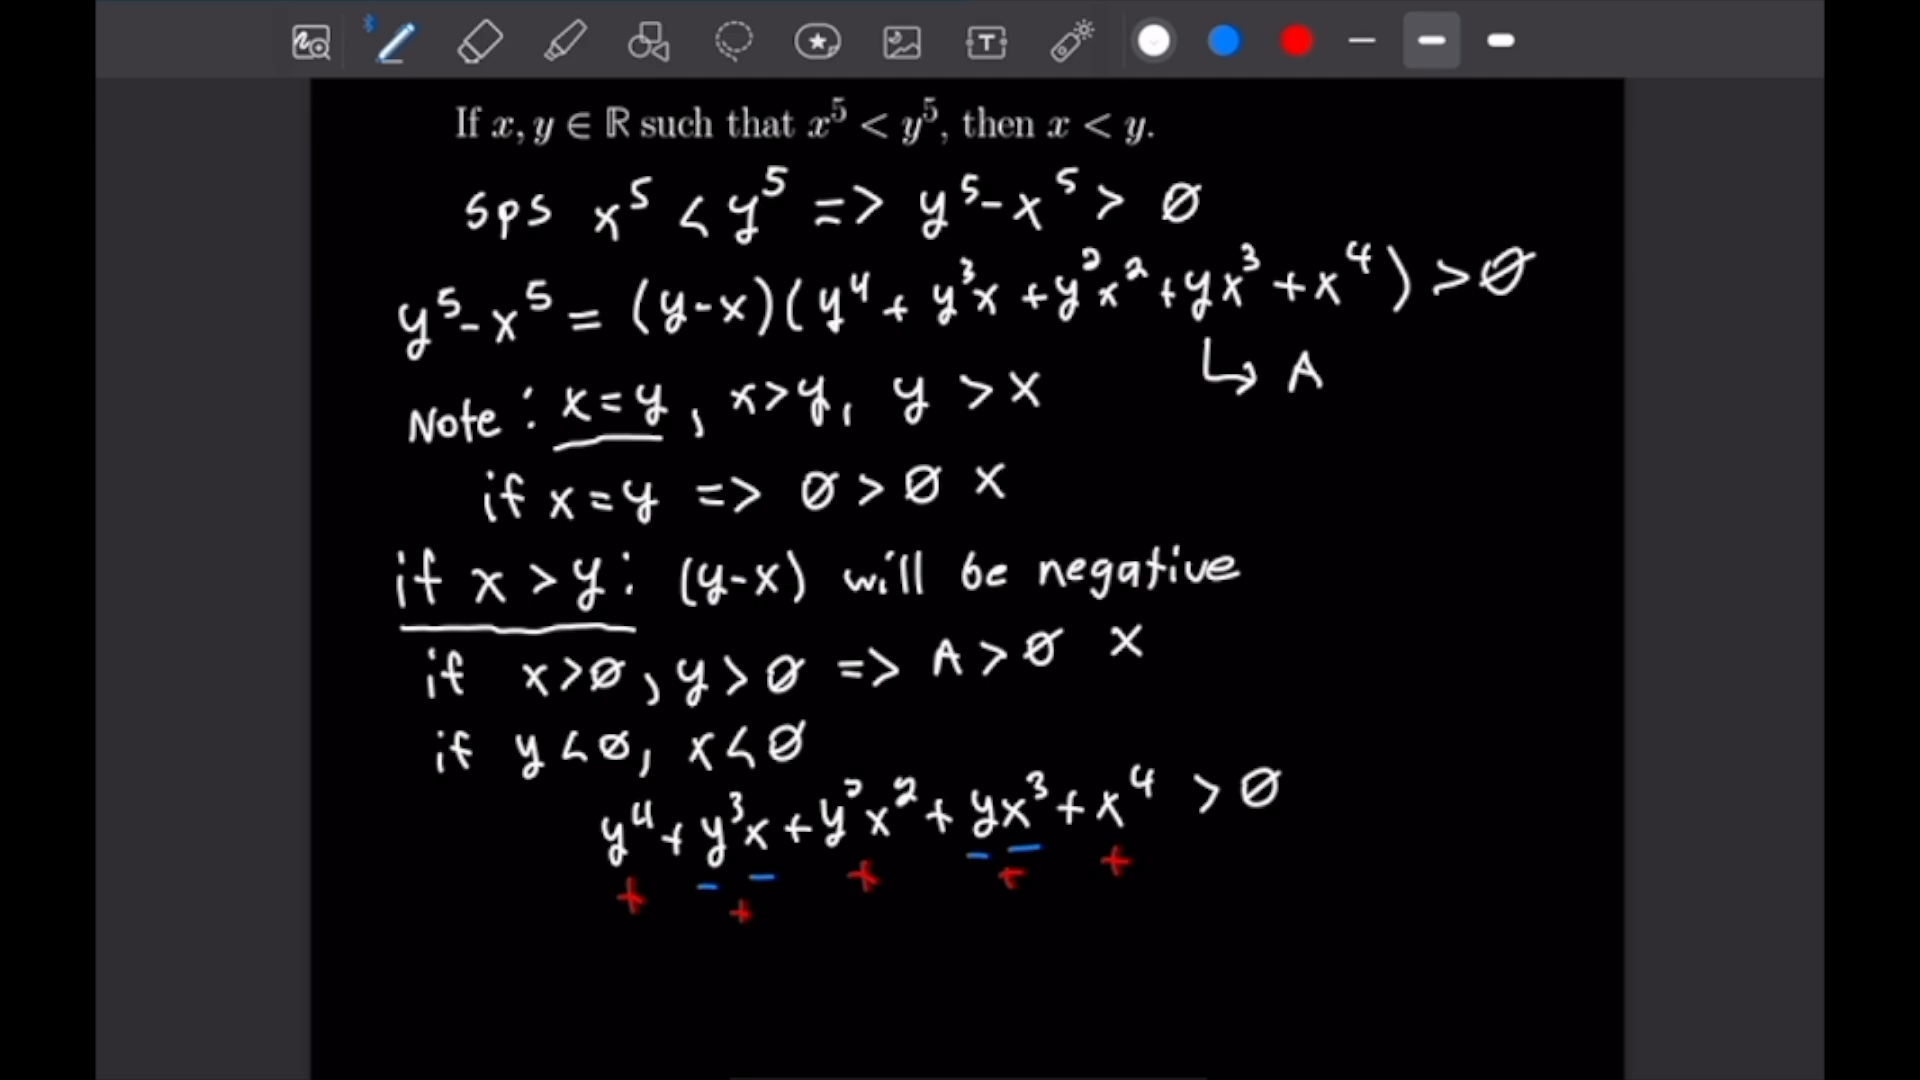 If x, y ∈ ℝ such that x⁵ < y⁵, then x < y.
sps x⁵ < y⁵ => y⁵-x⁵ > 0
y⁵-x⁵ = (y-x)(y⁴ + y³x + y²x² + yx³ + x⁴) > 0
↳ A
Note: x=y, x>y, y > x
if x=y => 0 > 0 x
if x > y: (y-x) will be negative
if x>0, y>0 => A>0 x
if y<0, x<0
y⁴ + y³x + y²x² + yx³ + x⁴ > 0
- - - -
+ + + + +